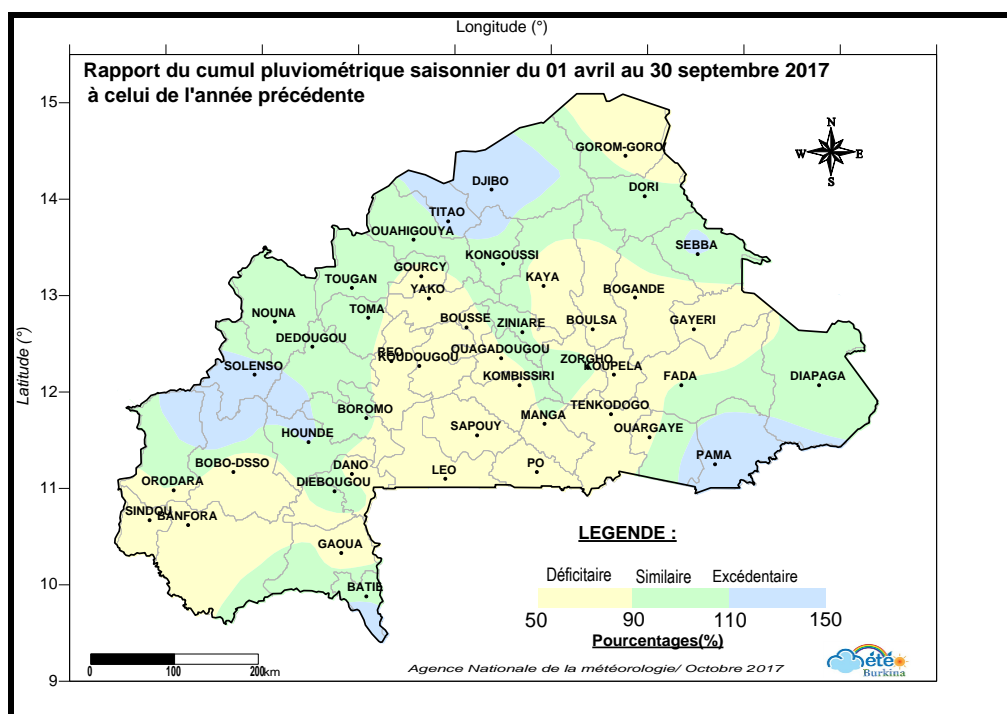 Longitude (°)
Rapport du cumul pluviométrique saisonnier du 01 avril au 30 septembre 2017
à celui de l'année précédente
15
14
13
12
11
10
9
Latitude (°)
N
W E
S
GOROM-GORO
DJIBO
DORI
TITAO
OUAHIGOUYA
SEBBA
KONGOUSSI
GOURCY
KAYA
TOUGAN
YAKO
BOGANDE
NOUNA
TOMA
BOUSSE
ZINIARE
BOULSA
GAYERI
DEDOUGOU
OUAGADOUGOU
REO
KOUDOUGOU
ZORGHO
KOUPELA
SOLENSO
KOMBISSIRI
FADA
DIAPAGA
BOROMO
MANGA
TENKODOGO
HOUNDE
SAPOUY
OUARGAYE
PAMA
BOBO-DSSO
DANO
LEO
PO
ORODARA
DIEBOUGOU
SINDOU
BANFORA
GAOUA
BATIE
LEGENDE :
Déficitaire Similaire Excédentaire
50 90 110 150
Pourcentages(%)
0 100 200km
Agence Nationale de la météorologie/ Octobre 2017
Météo
Burkina